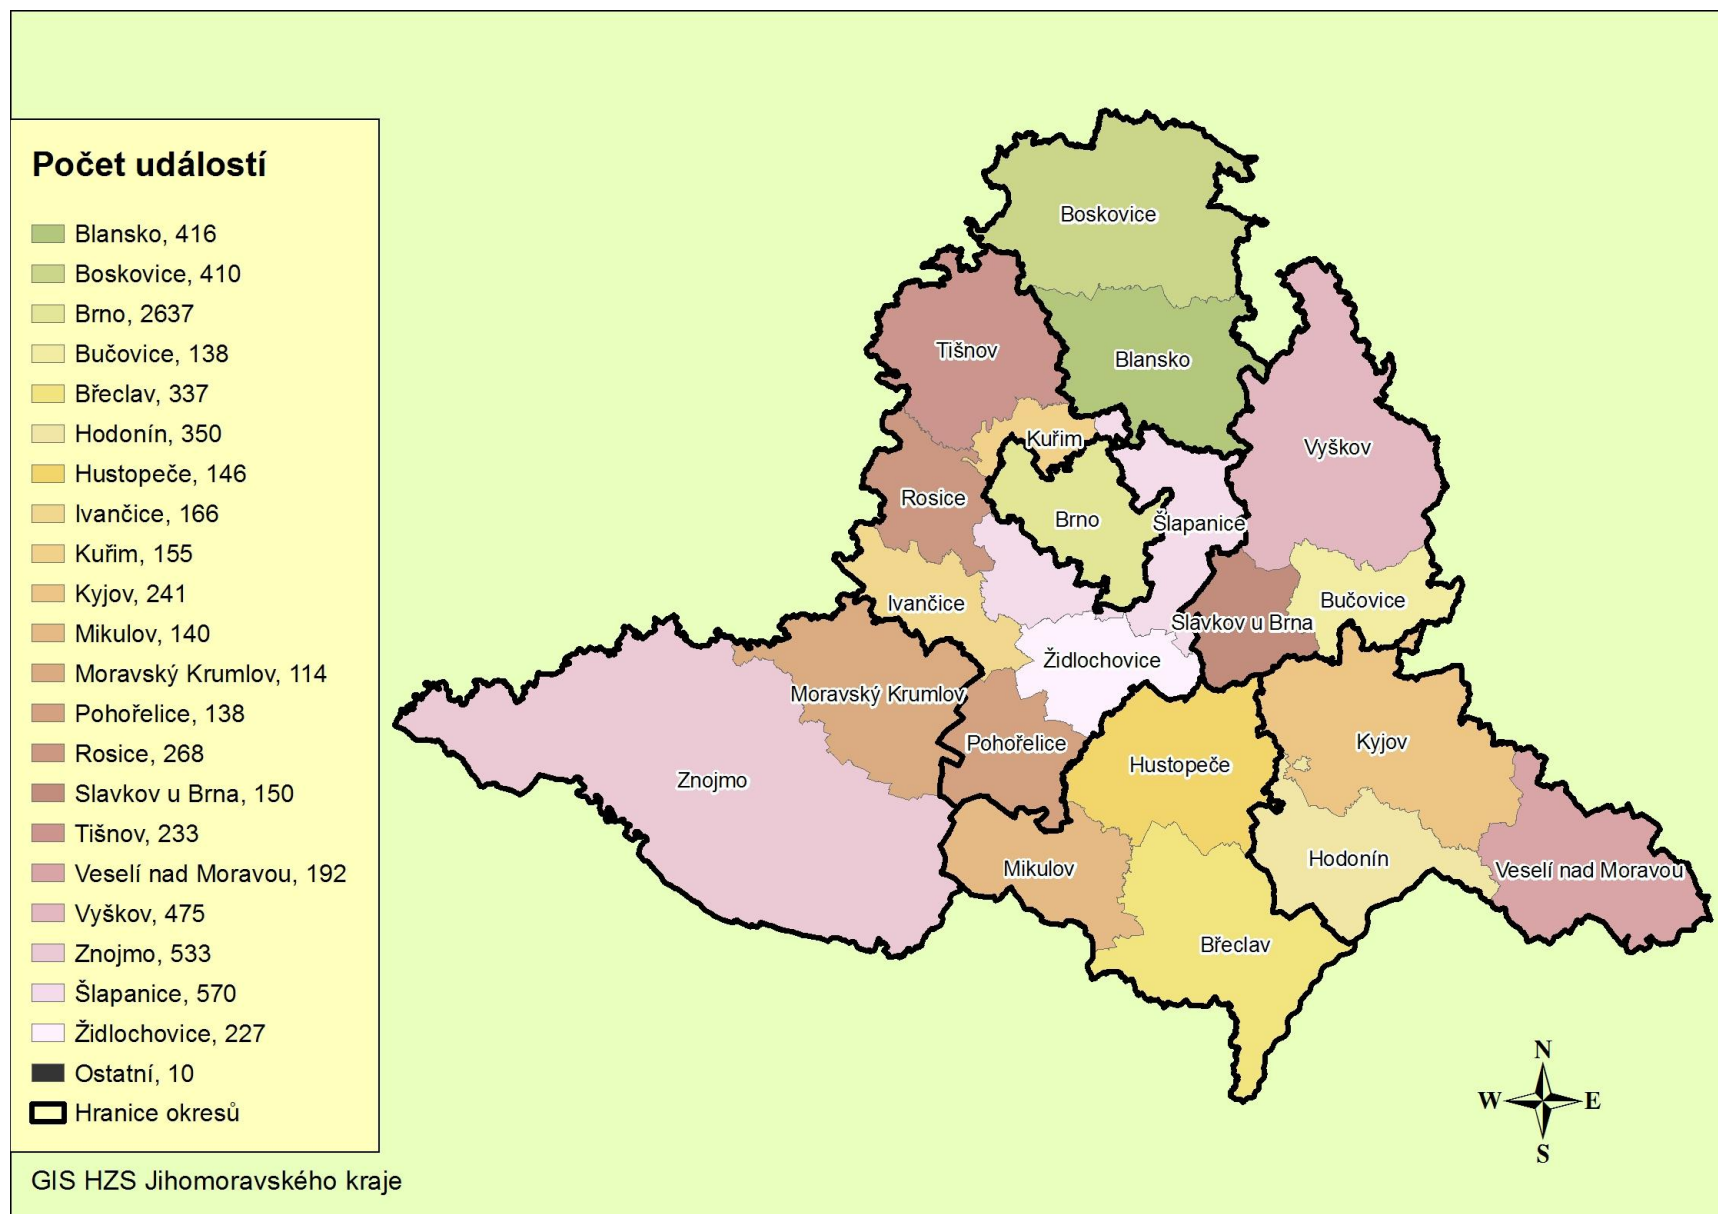 Počet událostí
Blansko, 416
Boskovice, 410
Brno, 2637
Bučovice, 138
Břeclav, 337
Hodonín, 350
Hustopeče, 146
Ivančice, 166
Kuřim, 155
Kyjov, 241
Mikulov, 140
Moravský Krumlov, 114
Pohořelice, 138
Rosice, 268
Slavkov u Brna, 150
Tišnov, 233
Veselí nad Moravou, 192
Vyškov, 475
Znojmo, 533
Šlapanice, 570
Židlochovice, 227
Ostatní, 10
Hranice okresů
GIS HZS Jihomoravského kraje
Boskovice
Tišnov
Blansko
Kuřim
Vyškov
Rosice
Brno
Šlapanice
Ivančice
Bučovice
Slavkov u Brna
Židlochovice
Moravský Krumlov
Pohořelice
Kyjov
Hustopeče
Znojmo
Mikulov
Hodonín
Veselí nad Moravou
Břeclav
N
W
E
S